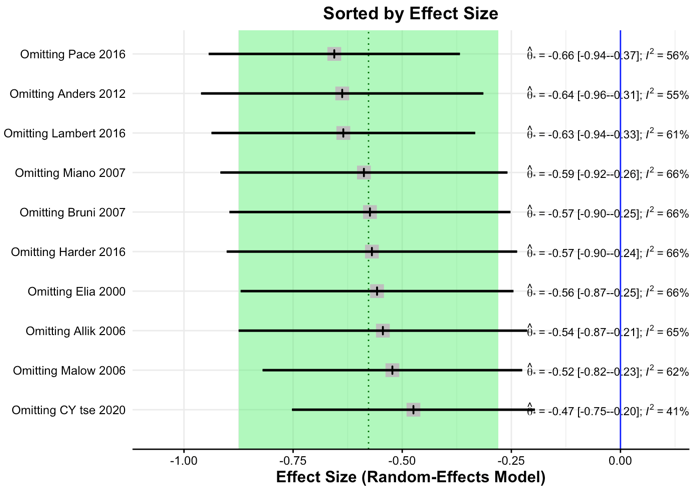 Sorted by Effect Size
Omitting Pace 2016 θ̂* = -0.66 [-0.94--0.37]; I² = 56%
Omitting Anders 2012 θ̂* = -0.64 [-0.96--0.31]; I² = 55%
Omitting Lambert 2016 θ̂* = -0.63 [-0.94--0.33]; I² = 61%
Omitting Miano 2007 θ̂* = -0.59 [-0.92--0.26]; I² = 66%
Omitting Bruni 2007 θ̂* = -0.57 [-0.90--0.25]; I² = 66%
Omitting Harder 2016 θ̂* = -0.57 [-0.90--0.24]; I² = 66%
Omitting Elia 2000 θ̂* = -0.56 [-0.87--0.25]; I² = 66%
Omitting Allik 2006 θ̂* = -0.54 [-0.87--0.21]; I² = 65%
Omitting Malow 2006 θ̂* = -0.52 [-0.82--0.23]; I² = 62%
Omitting CY tse 2020 θ̂* = -0.47 [-0.75--0.20]; I² = 41%
-1.00 -0.75 -0.50 -0.25 0.00
Effect Size (Random-Effects Model)